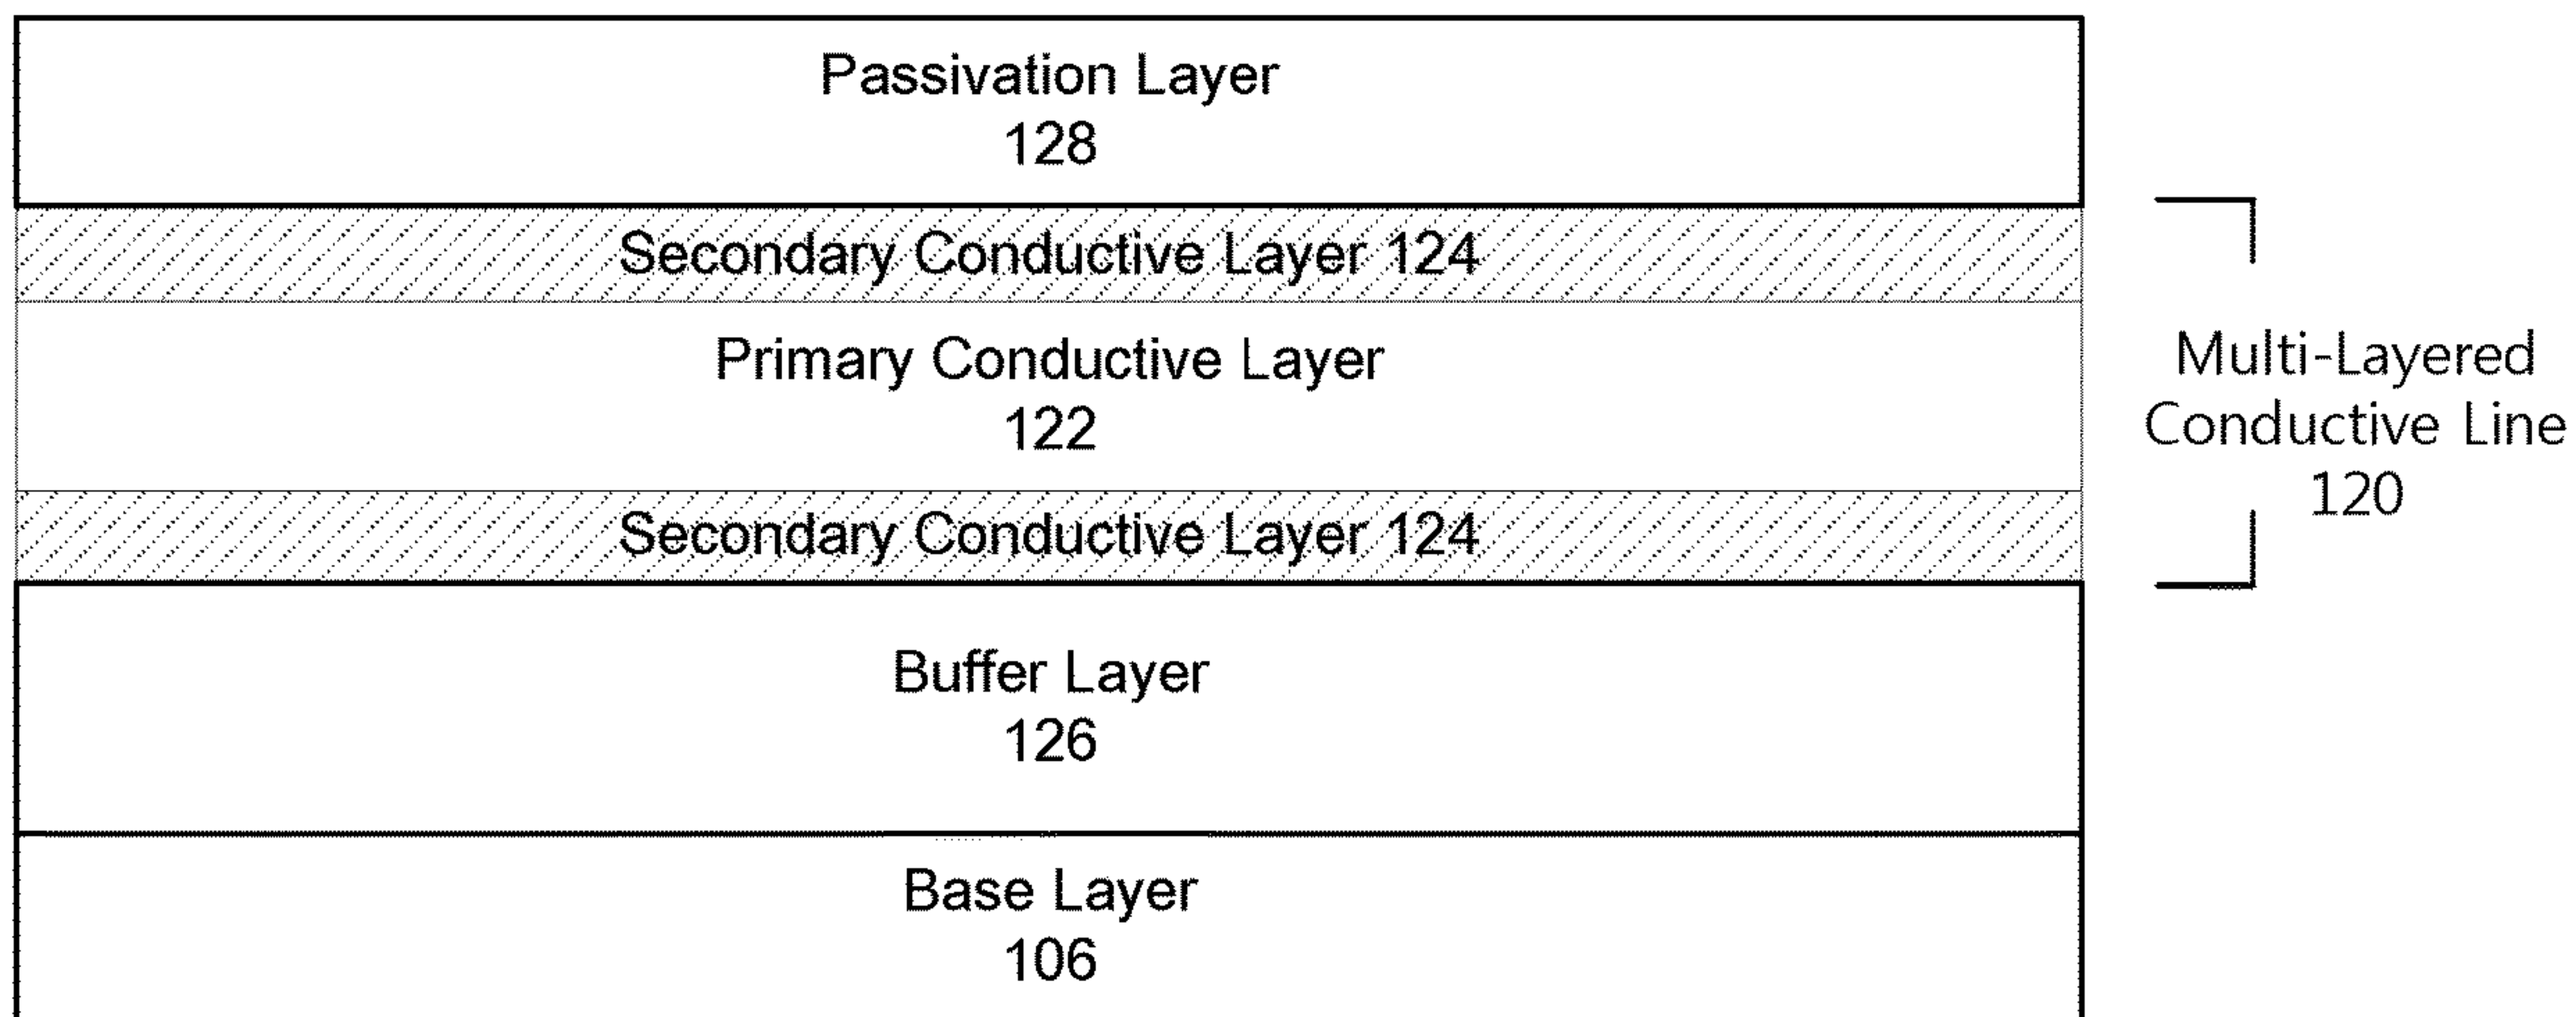 Passivation Layer
128
Secondary Conductive Layer 124
Primary Conductive Layer
122
Secondary Conductive Layer 124
Multi-Layered
Conductive Line
120
Buffer Layer
126
Base Layer
106